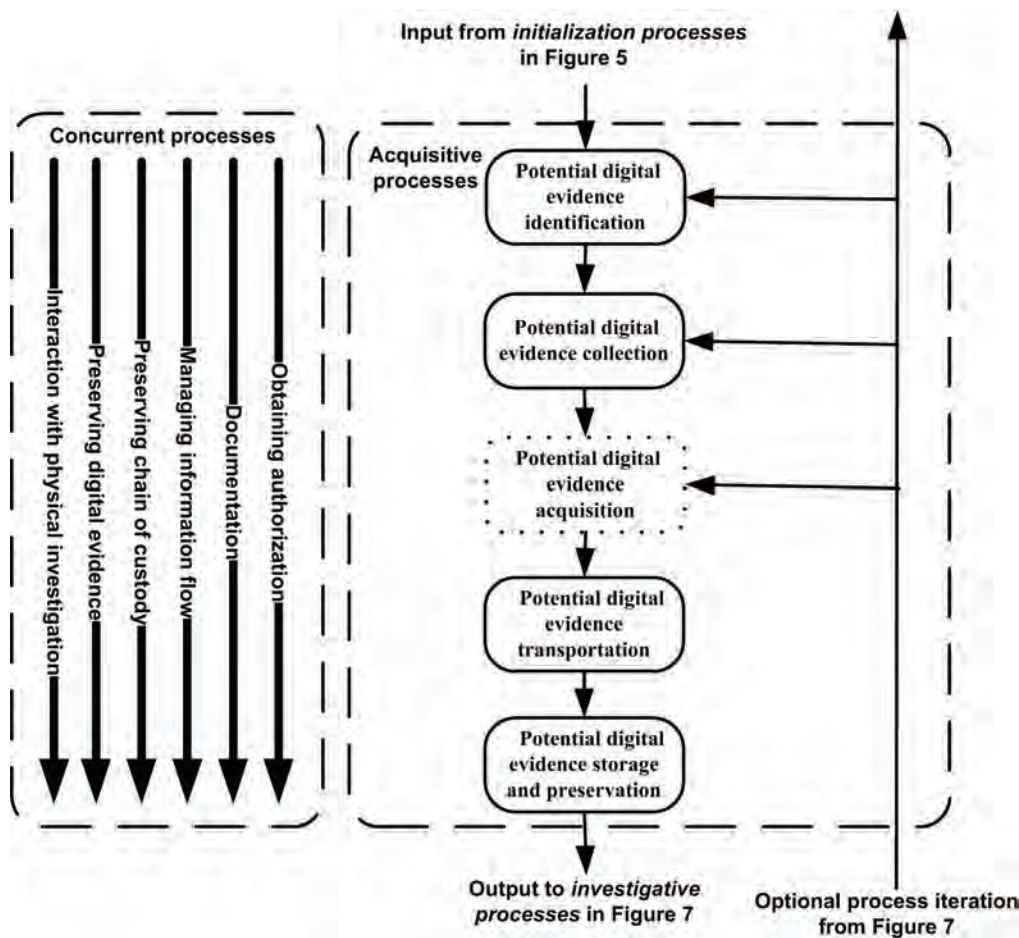 Input from initialization processes
in Figure 5
Concurrent processes
Interaction with physical investigation
Preserving digital evidence
Preserving chain of custody
Managing information flow
Documentation
Obtaining authorization
Acquisitive
processes
Potential digital
evidence
identification
Potential digital
evidence collection
Potential digital
evidence
acquisition
Potential digital
evidence
transportation
Potential digital
evidence storage
and preservation
Output to investigative
processes in Figure 7
Optional process iteration
from Figure 7